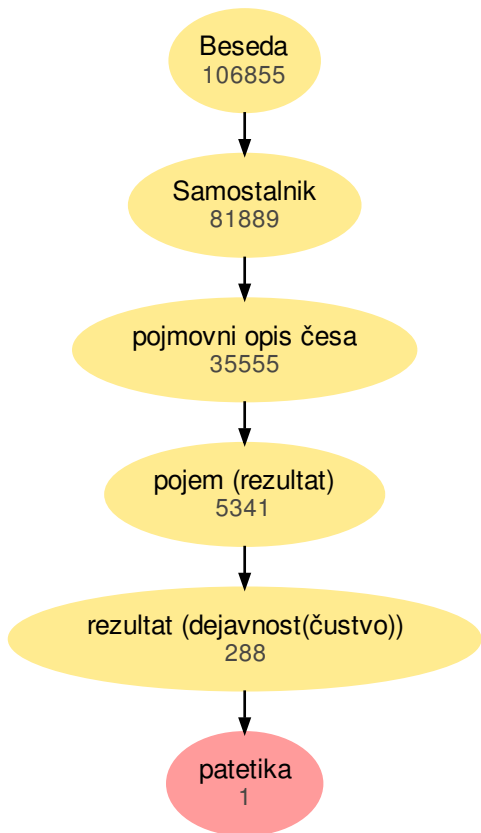 Beseda
106855
Samostalnik
81889
pojmovni opis česa
35555
pojem (rezultat)
5341
rezultat (dejavnost(čustvo))
288
patetika
1